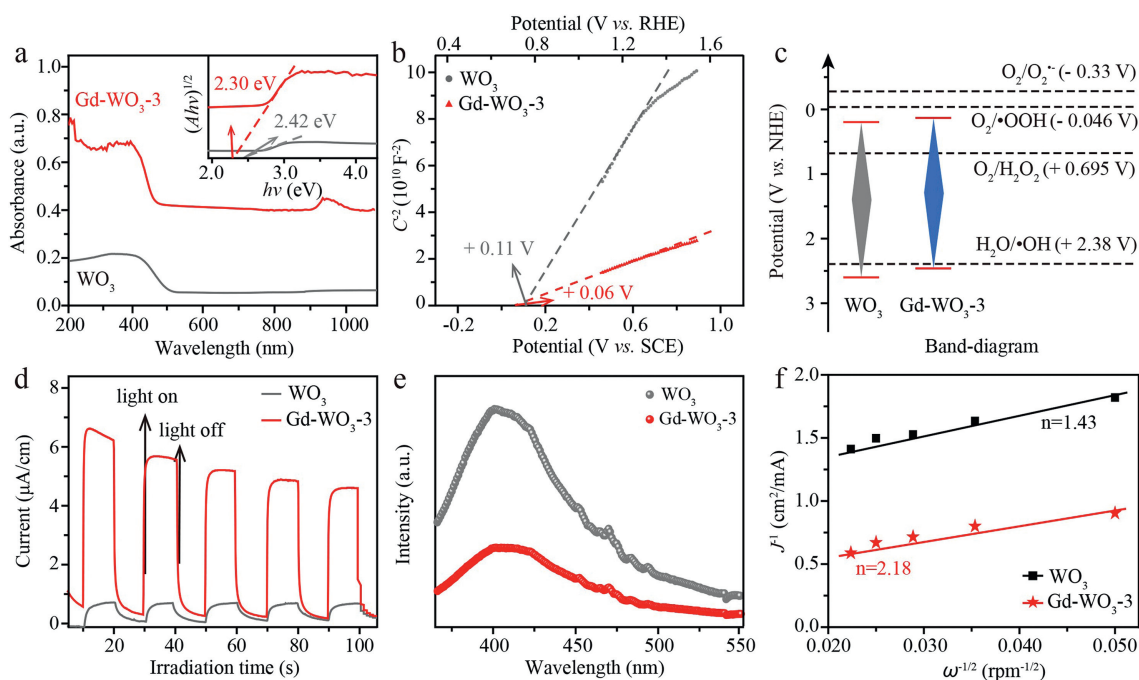 a
1.0
0.8
0.6
0.4
0.2
0.0
Absorbance (a.u.)
Gd-WO₃-3
WO₃
200 400 600 800 1000
Wavelength (nm)
(Ahν)^1/2
2.30 eV
2.42 eV
2.0 3.0 4.0
hν (eV)
b
Potential (V vs. RHE)
0.4 0.8 1.2 1.6
10
8
6
4
2
0
C⁻² (10¹⁰ F⁻²)
WO₃
Gd-WO₃-3
+ 0.11 V
+ 0.06 V
-0.2 0.2 0.6 1.0
Potential (V vs. SCE)
c
Potential (V vs. NHE)
0
1
2
3
O₂/O₂•⁻ (- 0.33 V)
O₂/•OOH (- 0.046 V)
O₂/H₂O₂ (+ 0.695 V)
H₂O/•OH (+ 2.38 V)
WO₃ Gd-WO₃-3
Band-diagram
d
8
6
4
2
0
Current (μA/cm)
light on
light off
WO₃
Gd-WO₃-3
0 20 40 60 80 100
Irradiation time (s)
e
Intensity (a.u.)
WO₃
Gd-WO₃-3
400 450 500 550
Wavelength (nm)
f
2.0
1.5
1.0
0.5
0.0
J⁻¹ (cm²/mA)
n=1.43
n=2.18
WO₃
Gd-WO₃-3
0.020 0.030 0.040 0.050
ω^-1/2 (rpm^-1/2)